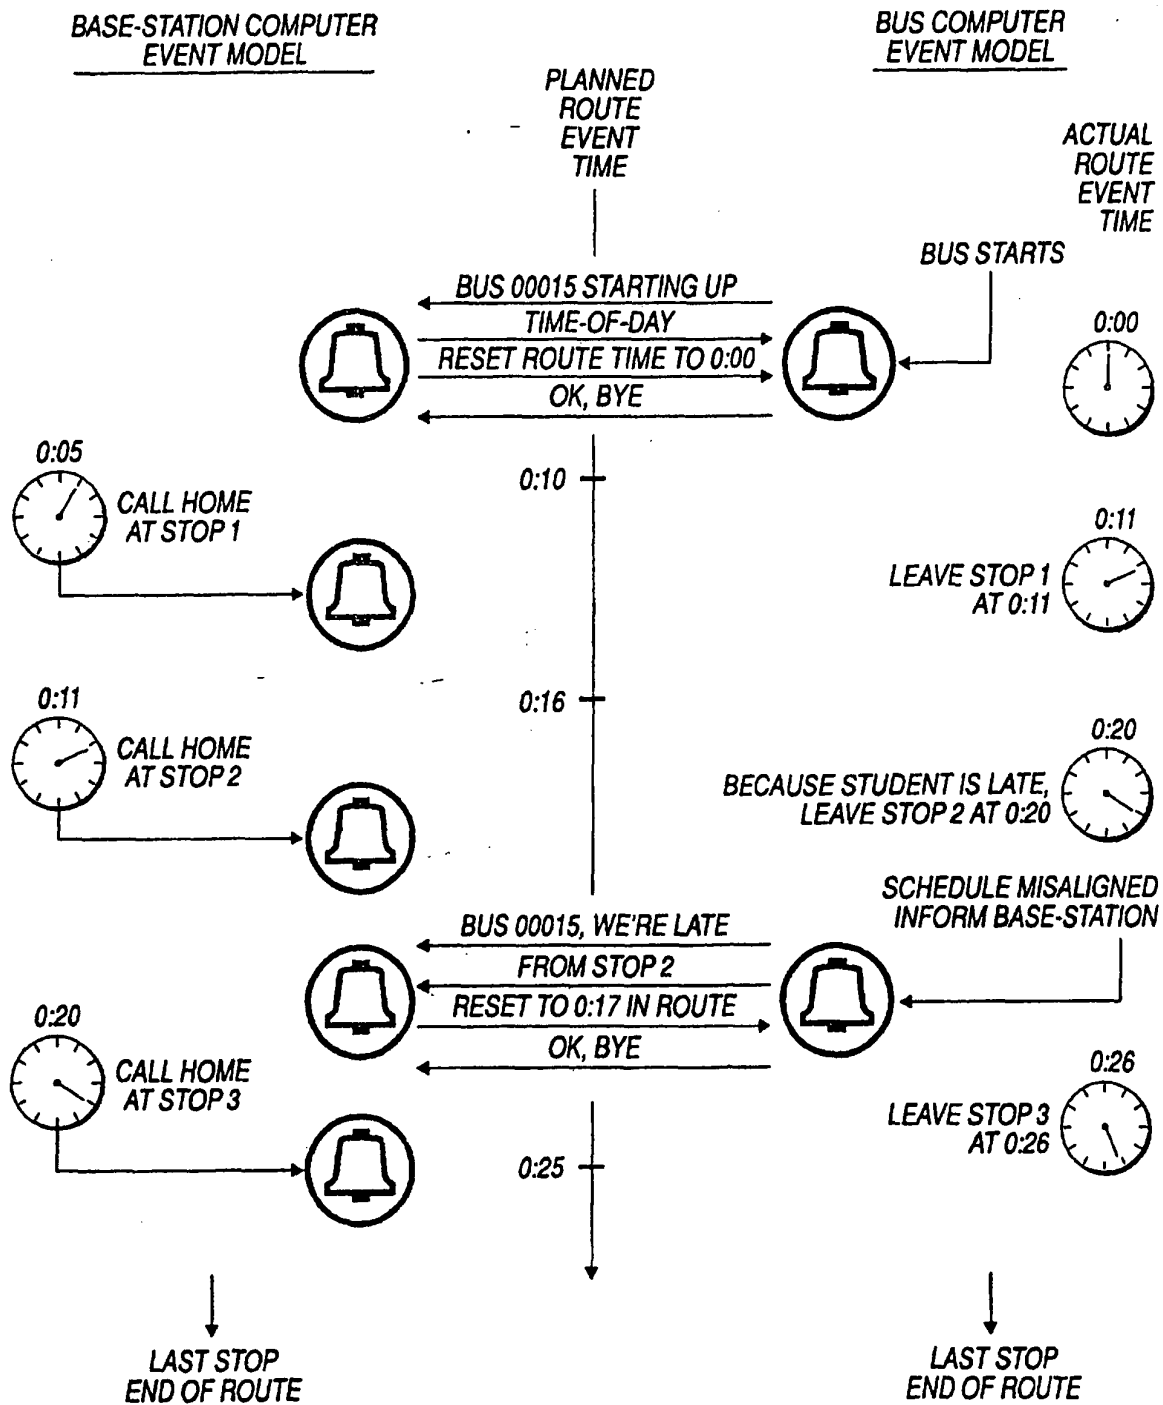 BASE-STATION COMPUTER
EVENT MODEL
BUS COMPUTER
EVENT MODEL
PLANNED
ROUTE
EVENT
TIME
ACTUAL
ROUTE
EVENT
TIME
BUS STARTS
BUS 00015 STARTING UP
TIME-OF-DAY
RESET ROUTE TIME TO 0:00
OK, BYE
0:00
0:05
CALL HOME
AT STOP 1
0:10
0:11
LEAVE STOP 1
AT 0:11
0:11
CALL HOME
AT STOP 2
0:16
0:20
BECAUSE STUDENT IS LATE,
LEAVE STOP 2 AT 0:20
SCHEDULE MISALIGNED
INFORM BASE-STATION
BUS 00015, WE'RE LATE
FROM STOP 2
RESET TO 0:17 IN ROUTE
OK, BYE
0:20
CALL HOME
AT STOP 3
0:26
LEAVE STOP 3
AT 0:26
0:25
LAST STOP
END OF ROUTE
LAST STOP
END OF ROUTE